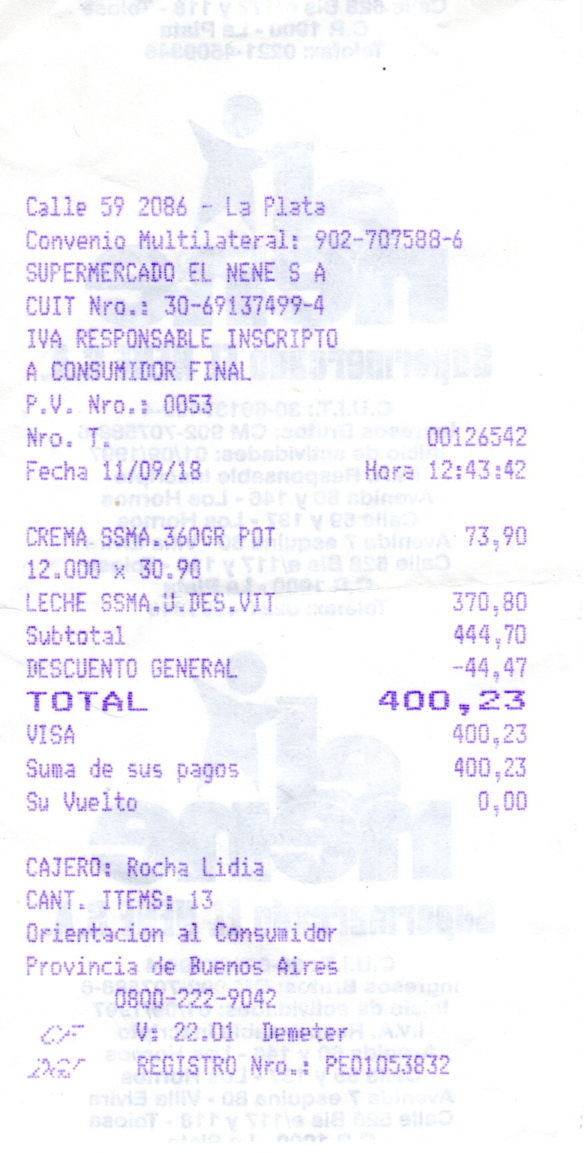 Calle 59 2086 - La Plata
Convenio Multilateral: 902-707588-6
SUPERMERCADO EL NENE S A
CUIT Nro.: 30-69137499-4
IVA RESPONSABLE INSCRIPTO
A CONSUMIDOR FINAL
P.V. Nro.: 0053
Nro. T. 00126542
Fecha 11/09/18 Hora 12:43:42
CREMA SSMA.360GR POT 73,90
12.000 x 30.90
LECHE SSMA.U.DES.VIT 370,80
Subtotal 444,70
DESCUENTO GENERAL -44,47
TOTAL 400,23
VISA 400,23
Suma de sus pagos 400,23
Su Vuelto 0,00
CAJERO: Rocha Lidia
CANT. ITEMS: 13
Orientacion al Consumidor
Provincia de Buenos Aires
0800-222-9042
CF V: 22.01 Demeter
REGISTRO Nro.: PEO1053832